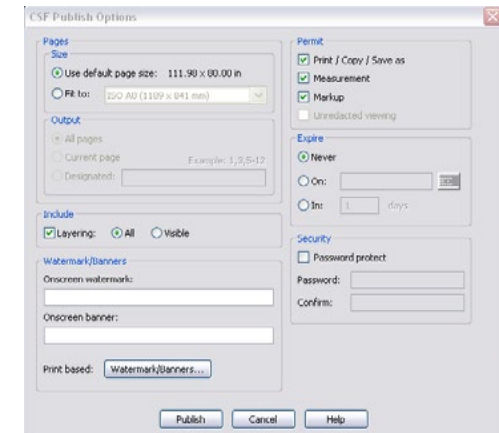 CSF Publish Options
Pages
Size
Use default page size: 111.98 x 80.00 in
Fit to: ISO A0 (1189 x 841 mm)
Output
All pages
Current page Example: 1,3,5-12
Designated:
Include
Layering: All Visible
Watermark/Banners
Onscreen watermark:
Onscreen banner:
Print based: Watermark/Banners...
Permit
Print / Copy / Save as
Measurement
Markup
Unredacted viewing
Expire
Never
On:
In: 1 days
Security
Password protect
Password:
Confirm:
Publish Cancel Help